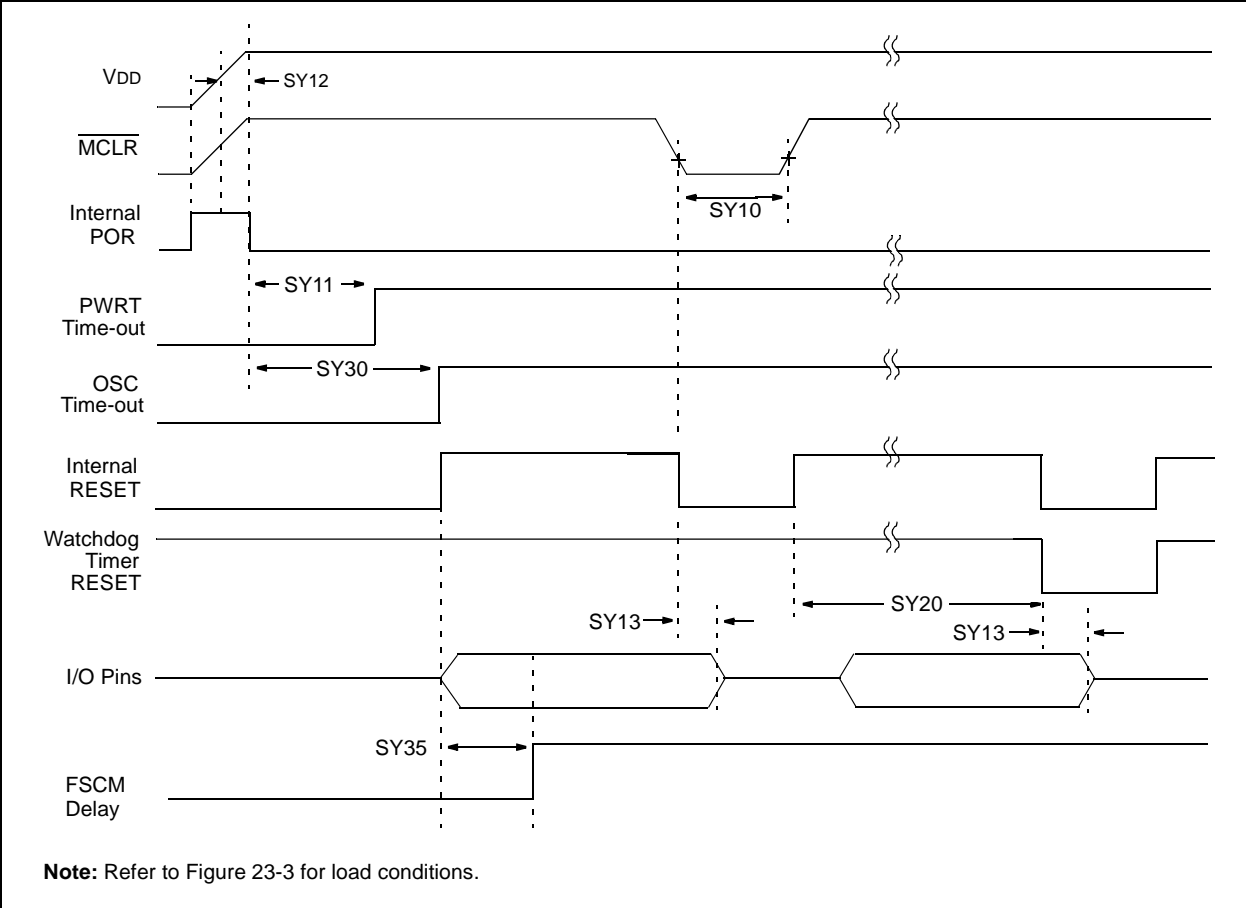 VDD
SY12
MCLR
SY10
Internal
POR
SY11
PWRT
Time-out
SY30
OSC
Time-out
Internal
RESET
Watchdog
Timer
RESET
SY20
SY13
SY13
I/O Pins
SY35
FSCM
Delay
Note: Refer to Figure 23-3 for load conditions.